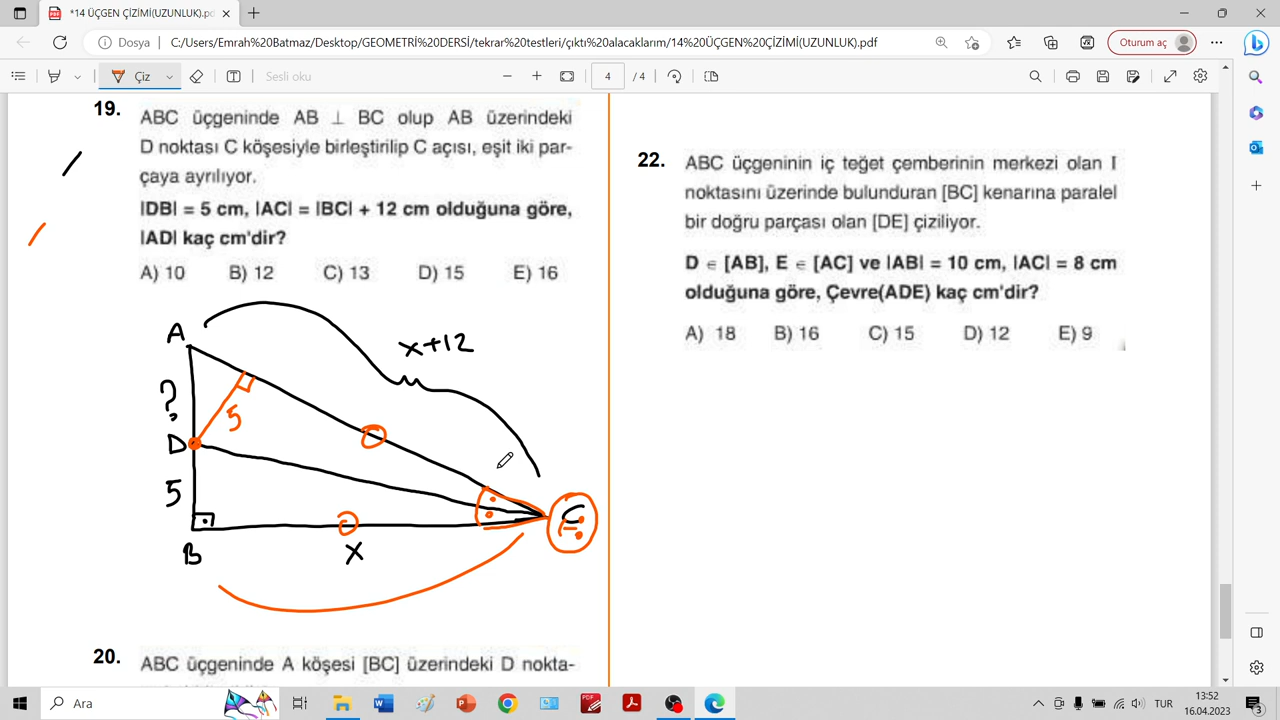 *14 ÜÇGEN ÇİZİMİ(UZUNLUK).pd
Dosya
C:/Users/Emrah%20Batmaz/Desktop/GEOMETRİ%20DERSİ/tekrar%20testleri/çıktı%20alacaklarım/14%20ÜÇGEN%20ÇİZİMİ(UZUNLUK).pdf
Oturum aç
Çiz
Sesli oku
4 / 4
19. ABC üçgeninde AB ⊥ BC olup AB üzerindeki
D noktası C köşesiyle birleştirilip C açısı, eşit iki par-
çaya ayrılıyor.
|DB| = 5 cm, |AC| = |BC| + 12 cm olduğuna göre,
|AD| kaç cm'dir?
A) 10 B) 12 C) 13 D) 15 E) 16
A
x+12
?
5
D
5
C
B
x
20. ABC üçgeninde A köşesi [BC] üzerindeki D nokta-
22. ABC üçgeninin iç teğet çemberinin merkezi olan I
noktasını üzerinde bulunduran [BC] kenarına paralel
bir doğru parçası olan [DE] çiziliyor.
D ∈ [AB], E ∈ [AC] ve |AB| = 10 cm, |AC| = 8 cm
olduğuna göre, Çevre(ADE) kaç cm'dir?
A) 18 B) 16 C) 15 D) 12 E) 9
Ara
TUR
13:52
16.04.2023
3